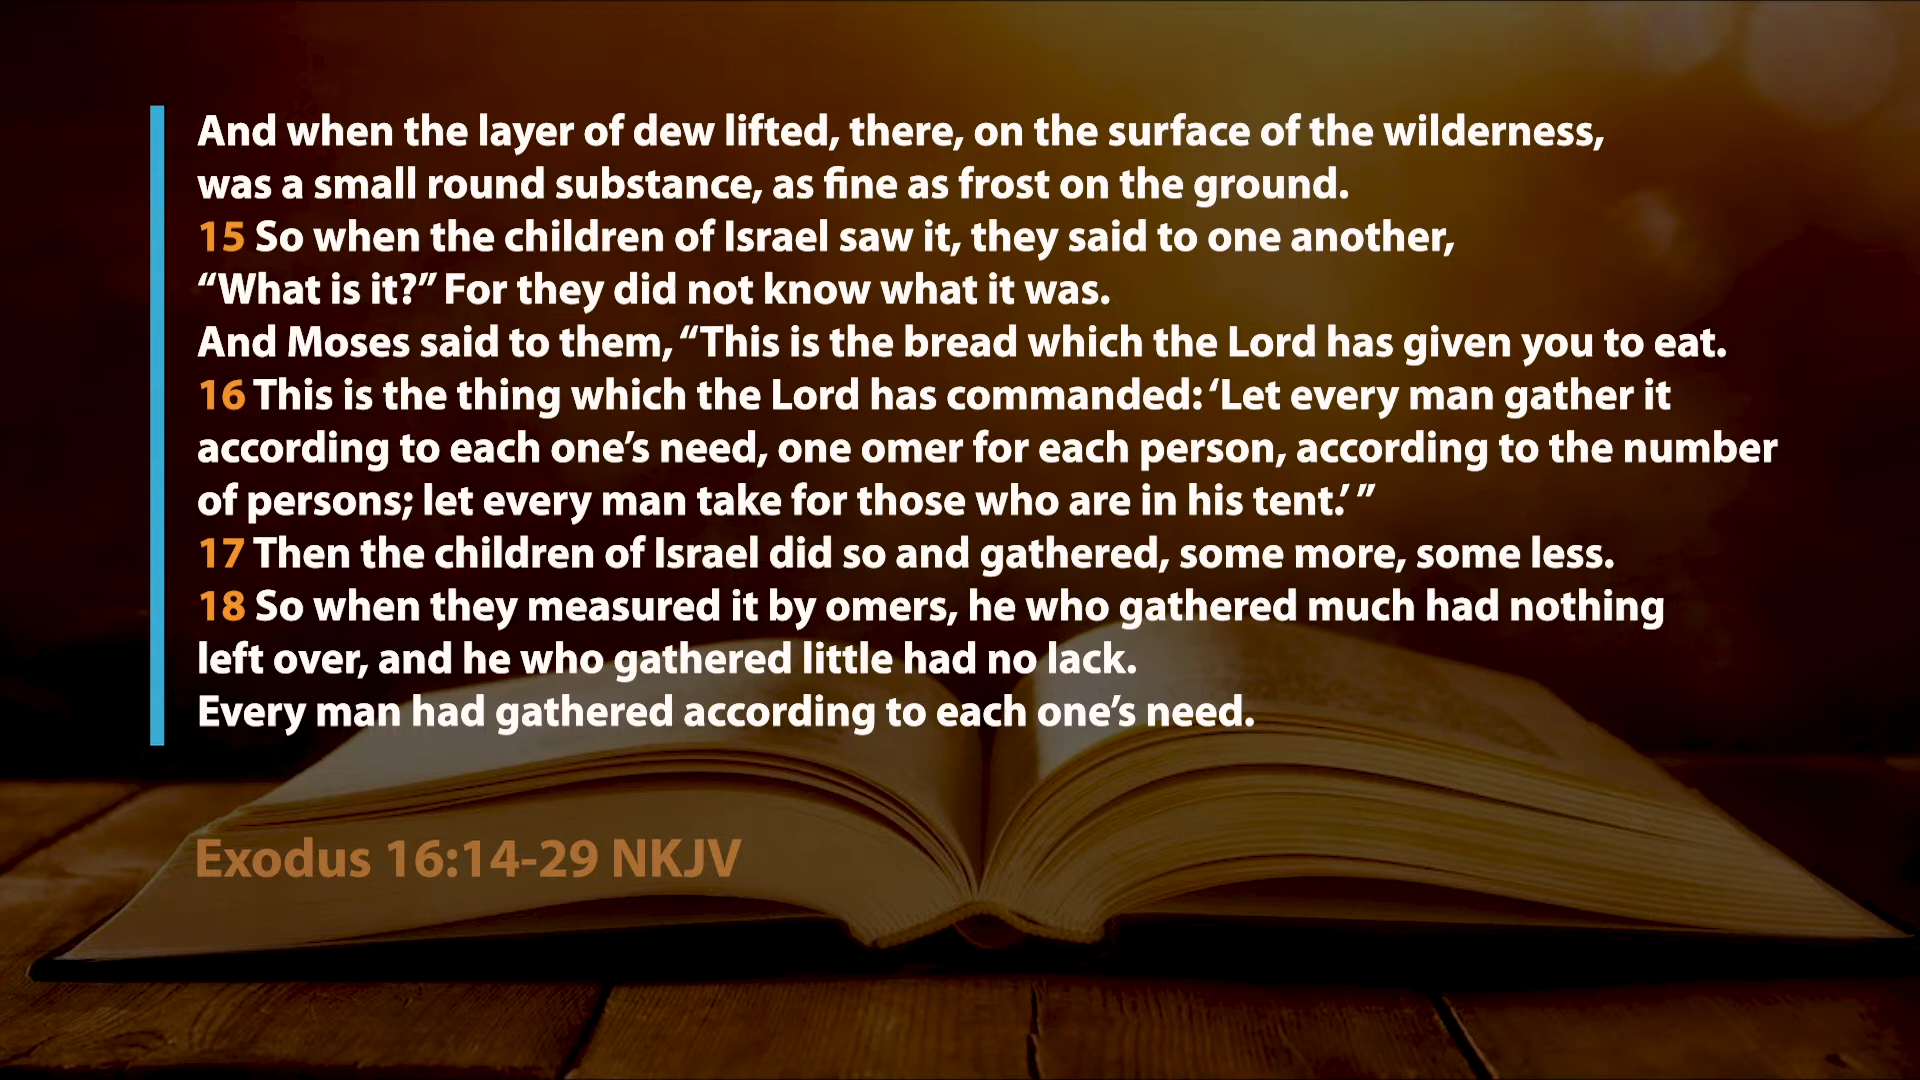 And when the layer of dew lifted, there, on the surface of the wilderness,
was a small round substance, as fine as frost on the ground.
15 So when the children of Israel saw it, they said to one another,
“What is it?” For they did not know what it was.
And Moses said to them, “This is the bread which the Lord has given you to eat.
16 This is the thing which the Lord has commanded: ‘Let every man gather it
according to each one’s need, one omer for each person, according to the number
of persons; let every man take for those who are in his tent.’ ”
17 Then the children of Israel did so and gathered, some more, some less.
18 So when they measured it by omers, he who gathered much had nothing
left over, and he who gathered little had no lack.
Every man had gathered according to each one’s need.
Exodus 16:14-29 NKJV